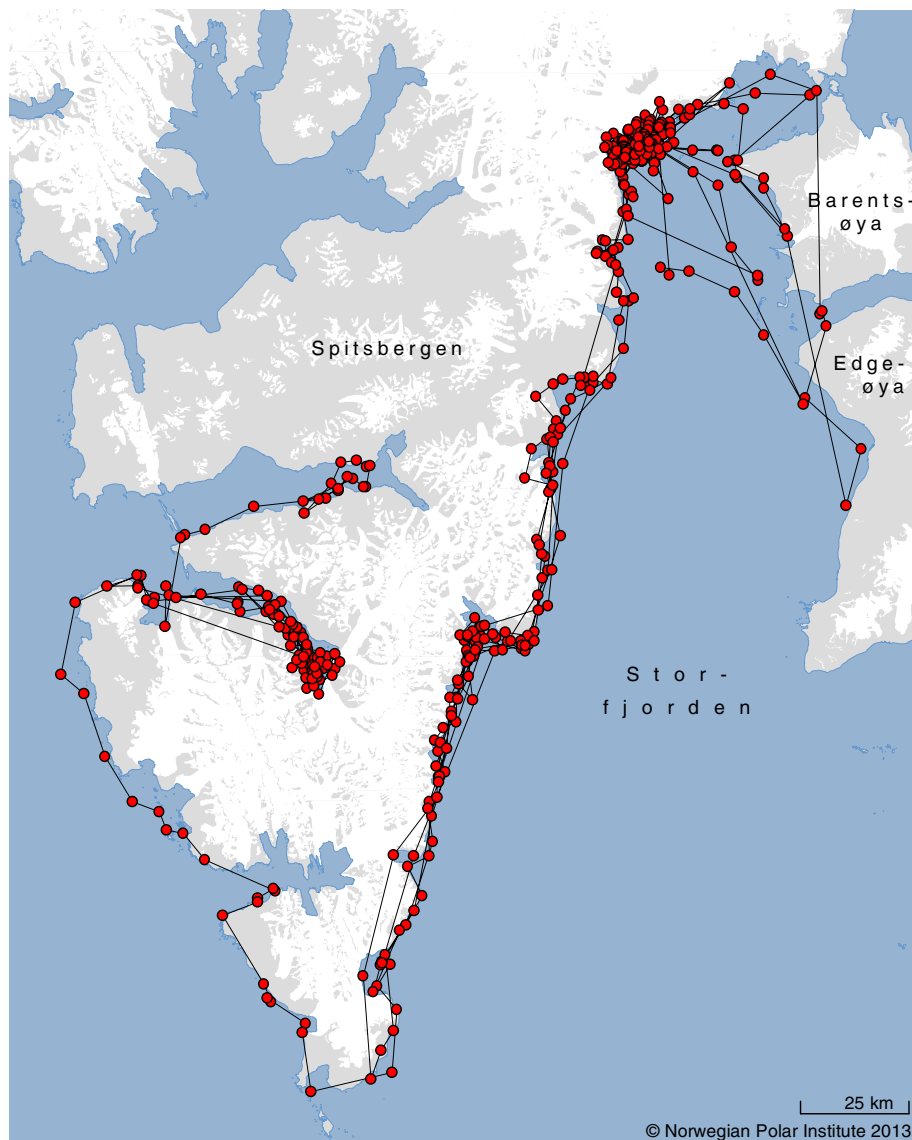 Barents-
øya
Spitsbergen
Edge-
øya
Stor-
fjorden
25 km
© Norwegian Polar Institute 2013